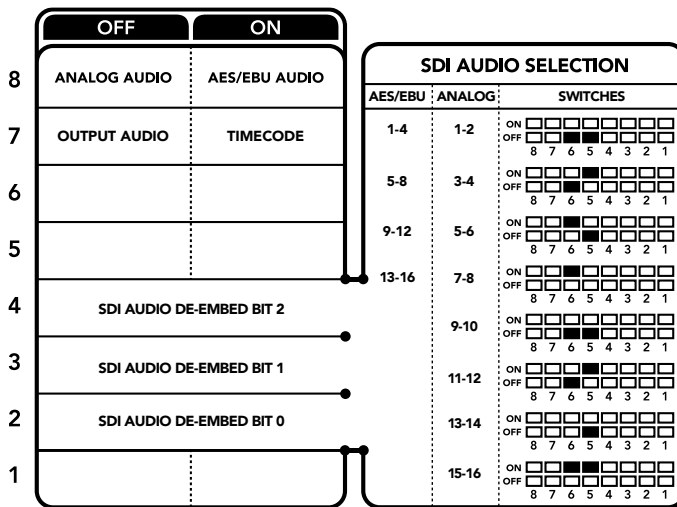 OFF ON
8 ANALOG AUDIO AES/EBU AUDIO
7 OUTPUT AUDIO TIMECODE
6
5
4 SDI AUDIO DE-EMBED BIT 2
3 SDI AUDIO DE-EMBED BIT 1
2 SDI AUDIO DE-EMBED BIT 0
1
SDI AUDIO SELECTION
AES/EBU ANALOG SWITCHES
1-4 1-2 ON
OFF
8 7 6 5 4 3 2 1
5-8 3-4 ON
OFF
8 7 6 5 4 3 2 1
9-12 5-6 ON
OFF
8 7 6 5 4 3 2 1
13-16 7-8 ON
OFF
8 7 6 5 4 3 2 1
9-10 ON
OFF
8 7 6 5 4 3 2 1
11-12 ON
OFF
8 7 6 5 4 3 2 1
13-14 ON
OFF
8 7 6 5 4 3 2 1
15-16 ON
OFF
8 7 6 5 4 3 2 1